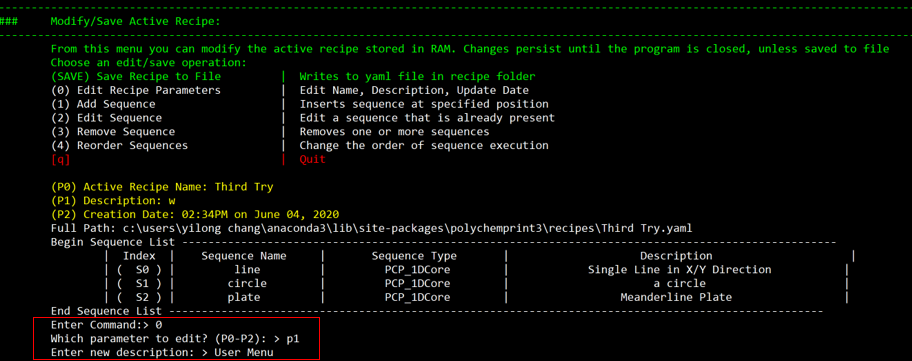 ### Modify/Save Active Recipe:
From this menu you can modify the active recipe stored in RAM. Changes persist until the program is closed, unless saved to file
Choose an edit/save operation:
(SAVE) Save Recipe to File | Writes to yaml file in recipe folder
(0) Edit Recipe Parameters | Edit Name, Description, Update Date
(1) Add Sequence | Inserts sequence at specified position
(2) Edit Sequence | Edit a sequence that is already present
(3) Remove Sequence | Removes one or more sequences
(4) Reorder Sequences | Change the order of sequence execution
[q] | Quit
(P0) Active Recipe Name: Third Try
(P1) Description: w
(P2) Creation Date: 02:34PM on June 04, 2020
Full Path: c:\users\yilong chang\anaconda3\lib\site-packages\polychemprint3\recipes\Third Try.yaml
Begin Sequence List
| Index | Sequence Name | Sequence Type | Description |
| ( S0 ) | line | PCP_1DCore | Single Line in X/Y Direction |
| ( S1 ) | circle | PCP_1DCore | a circle |
| ( S2 ) | plate | PCP_1DCore | Meanderline Plate |
End Sequence List
Enter Command:> 0
Which parameter to edit? (P0-P2): > p1
Enter new description: > User Menu